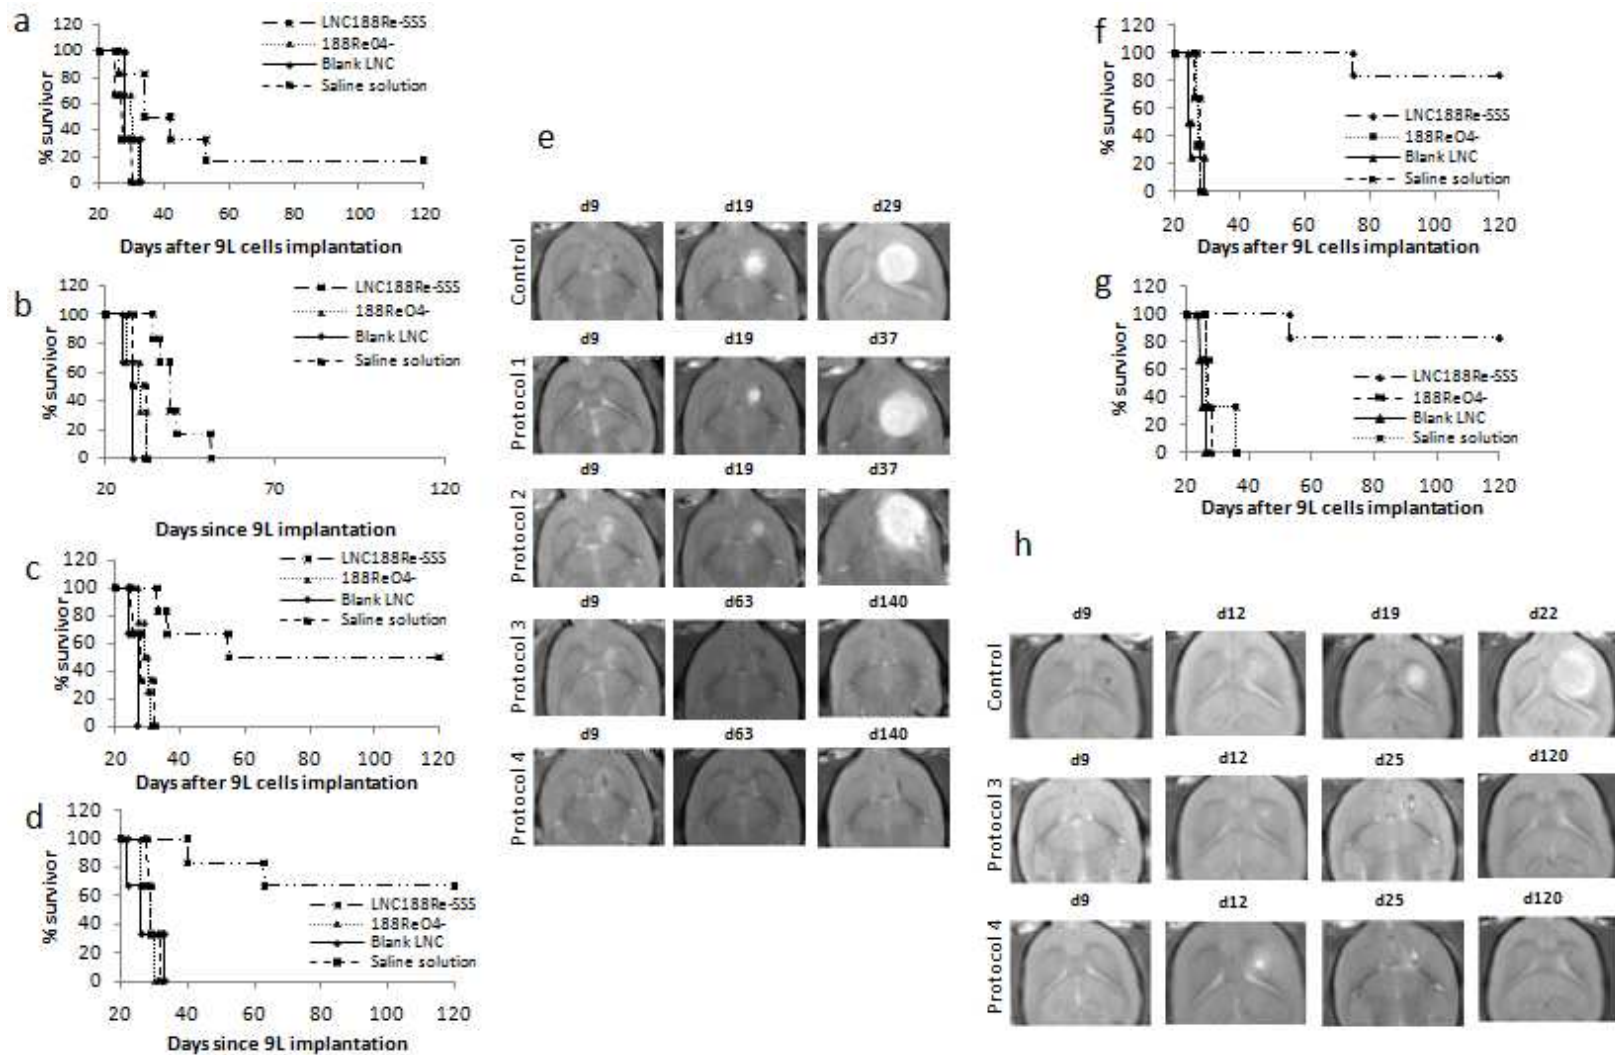 a
% survivor
120
100
80
60
40
20
0
LNC188Re-SSS
188ReO4-
Blank LNC
Saline solution
20 40 60 80 100 120
Days after 9L cells implantation
b
% survivor
120
100
80
60
40
20
0
LNC188Re-SSS
188ReO4-
Blank LNC
Saline solution
20 70 120
Days since 9L implantation
c
% survivor
120
100
80
60
40
20
0
LNC188Re-SSS
188ReO4-
Blank LNC
Saline solution
20 40 60 80 100 120
Days after 9L cells implantation
d
% survivor
120
100
80
60
40
20
0
LNC188Re-SSS
188ReO4-
Blank LNC
Saline solution
20 40 60 80 100 120
Days since 9L cells implantation
e
d9 d19 d29
Control
d9 d19 d37
Protocol 1
d9 d19 d37
Protocol 2
d9 d63 d140
Protocol 3
d9 d63 d140
Protocol 4
f
% survivor
120
100
80
60
40
20
0
LNC188Re-SSS
188ReO4-
Blank LNC
Saline solution
20 40 60 80 100 120
Days after 9L cells implantation
g
% survivor
120
100
80
60
40
20
0
LNC188Re-SSS
188ReO4-
Blank LNC
Saline solution
20 40 60 80 100 120
Days after 9L cells implantation
h
d9 d12 d19 d22
Control
d9 d12 d25 d120
Protocol 3
d9 d12 d25 d120
Protocol 4